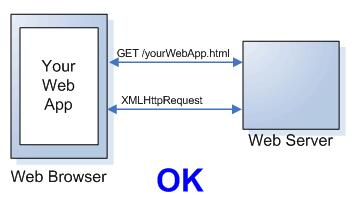 Your
Web
App
GET /yourWebApp.html
XMLHttpRequest
Web Server
Web Browser
OK